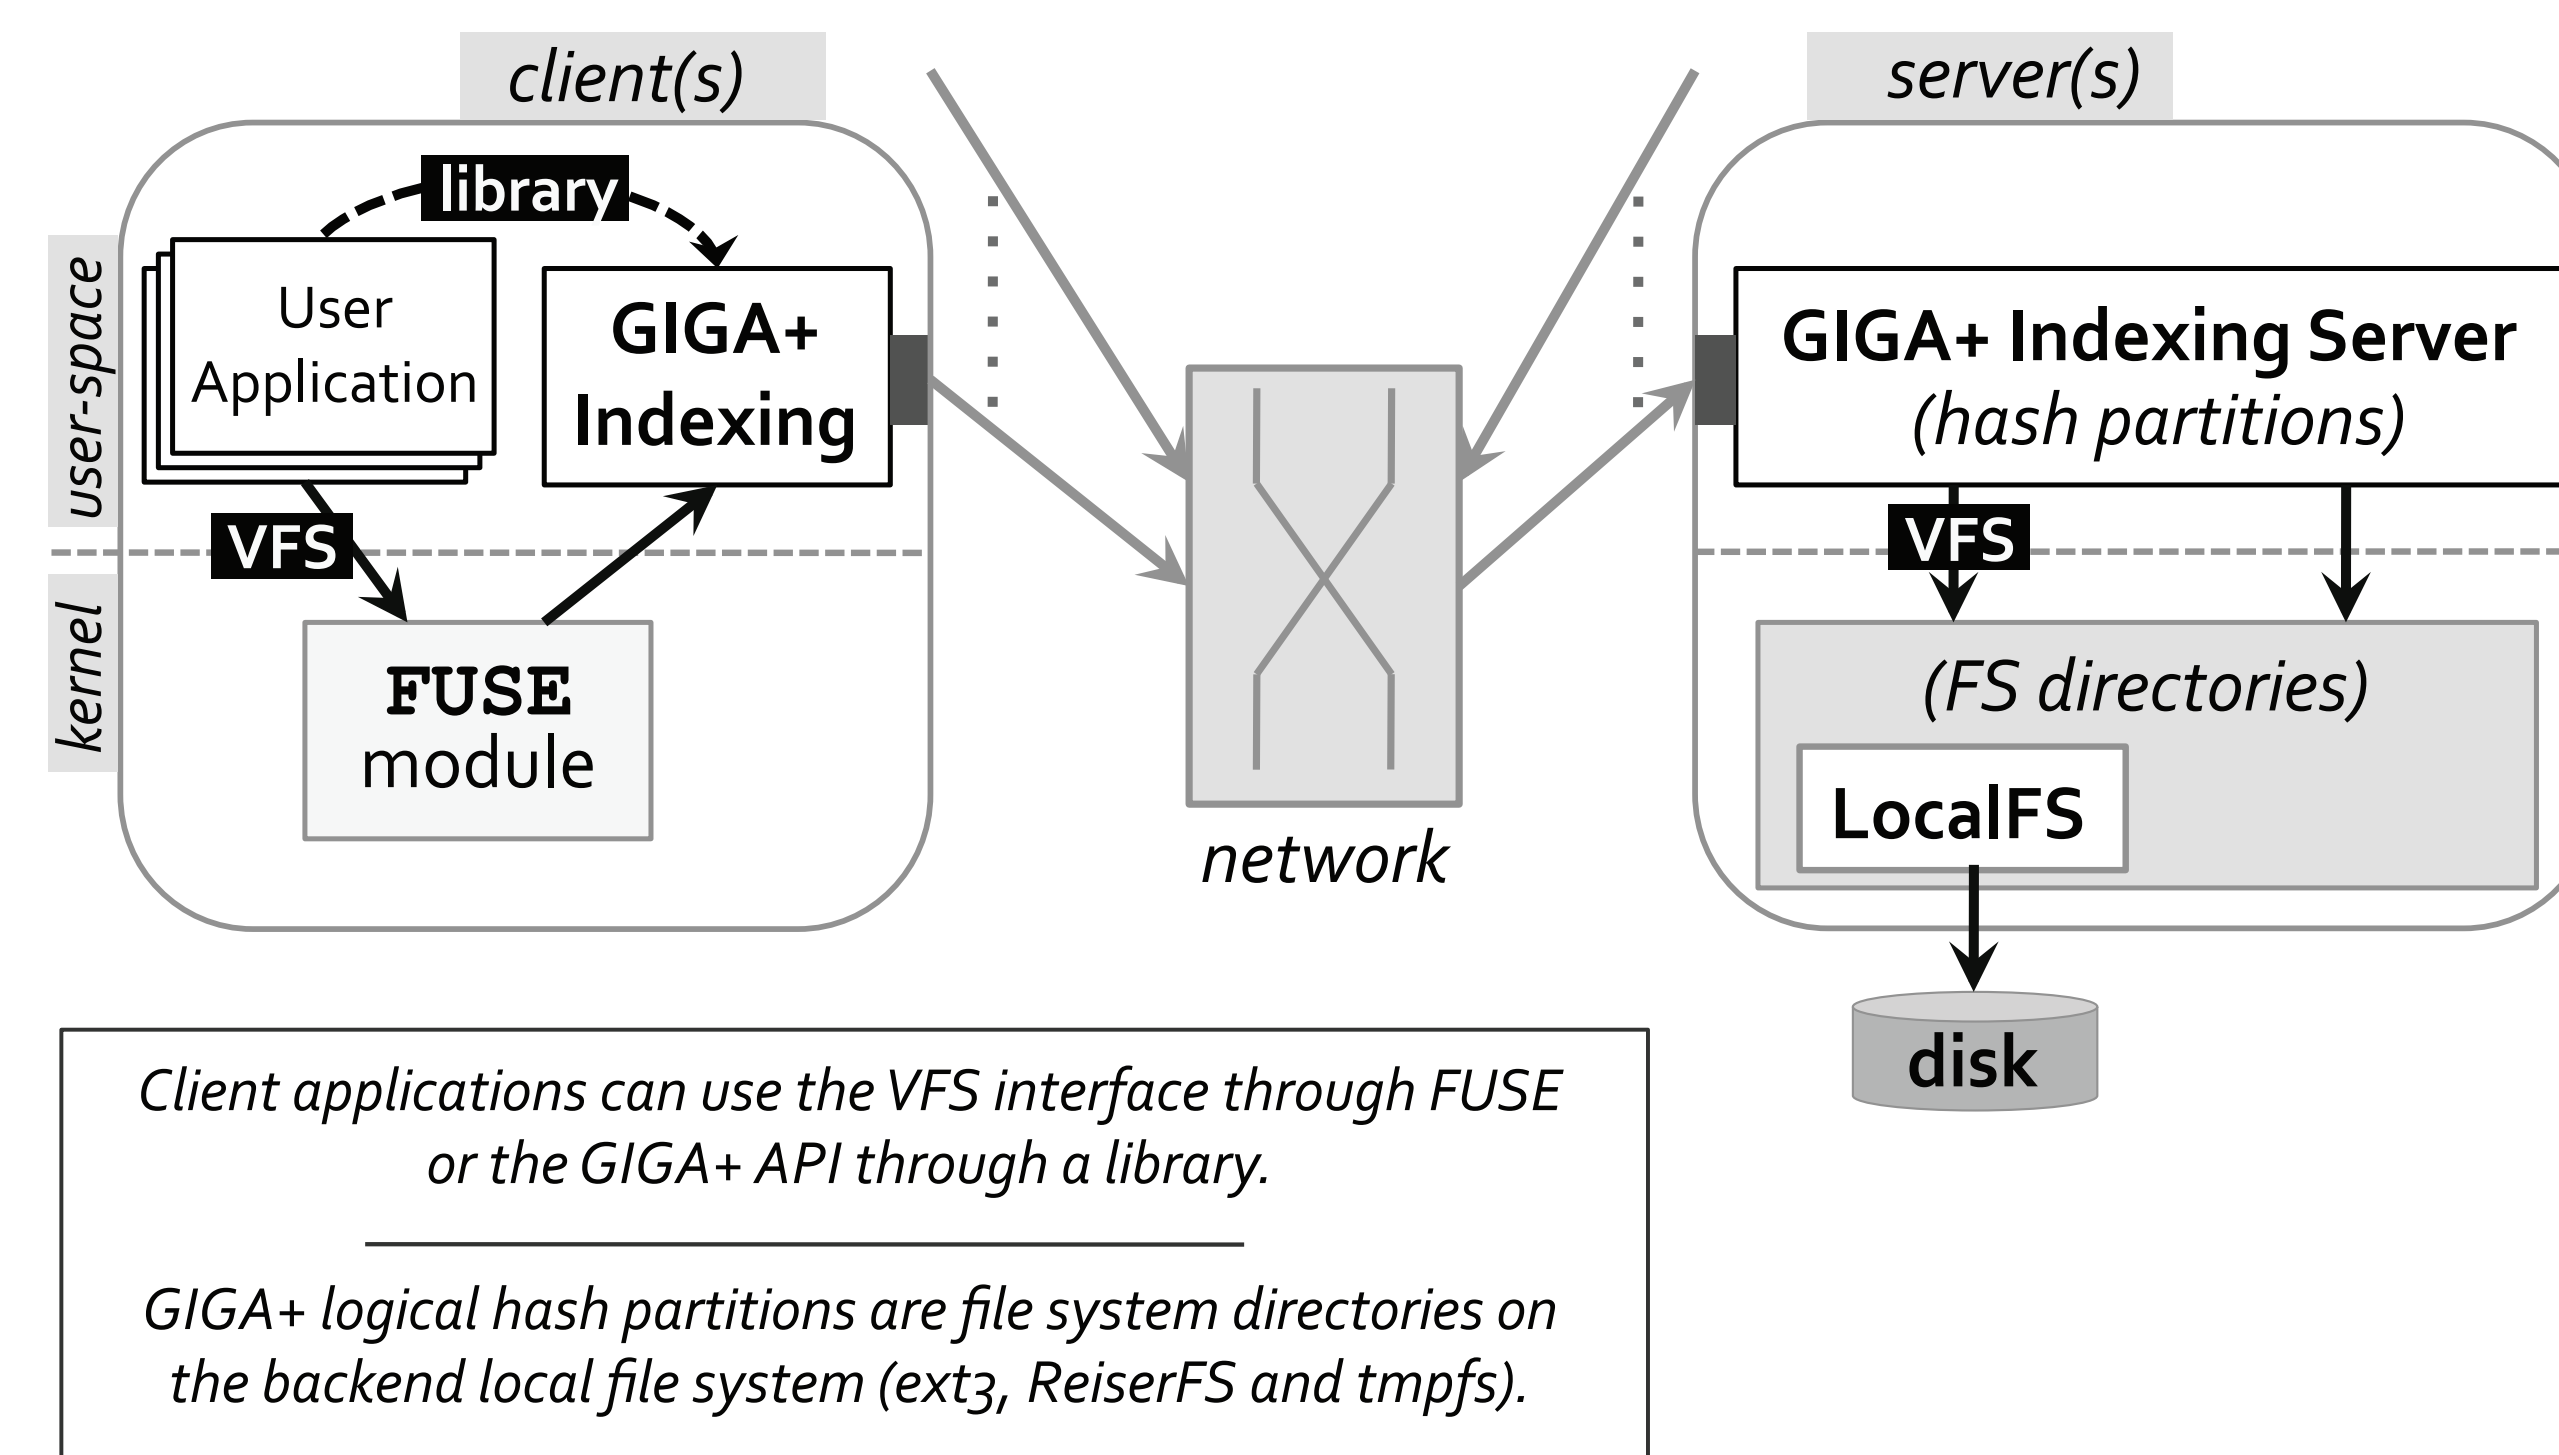 client(s)
server(s)
library
user-space
User
Application
GIGA+
Indexing
GIGA+ Indexing Server
(hash partitions)
VFS
VFS
kernel
FUSE
module
(FS directories)
LocalFS
network
disk
Client applications can use the VFS interface through FUSE
or the GIGA+ API through a library.
GIGA+ logical hash partitions are file system directories on
the backend local file system (ext3, ReiserFS and tmpfs).